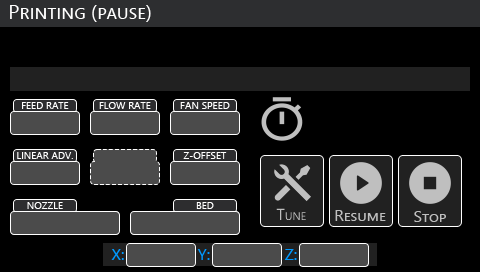 Printing (pause)
FEED RATE FLOW RATE FAN SPEED
LINEAR ADV. Z-OFFSET
NOZZLE BED
Tune Resume Stop
X: Y: Z: